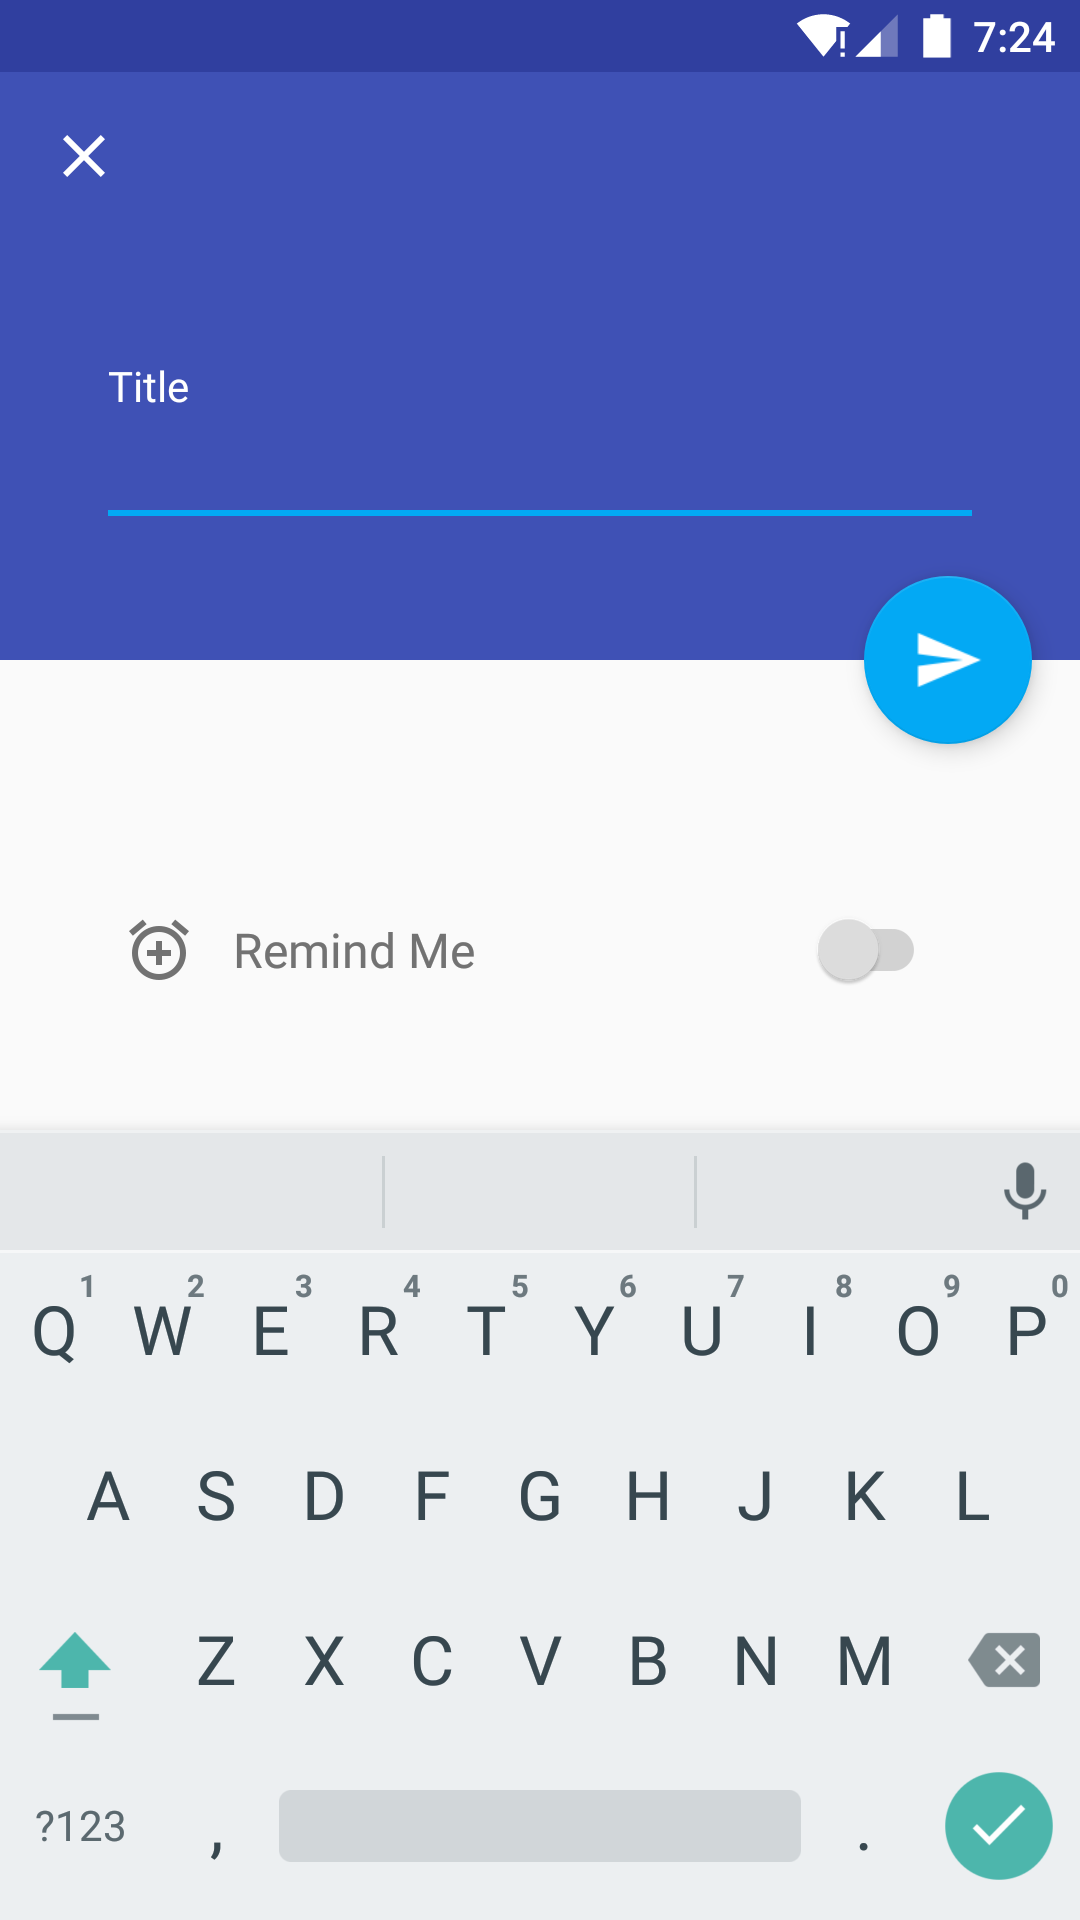 7:24
Title
Remind Me
1 2 3 4 5 6 7 8 9 0
Q W E R T Y U I O P
A S D F G H J K L
Z X C V B N M
?123 , .